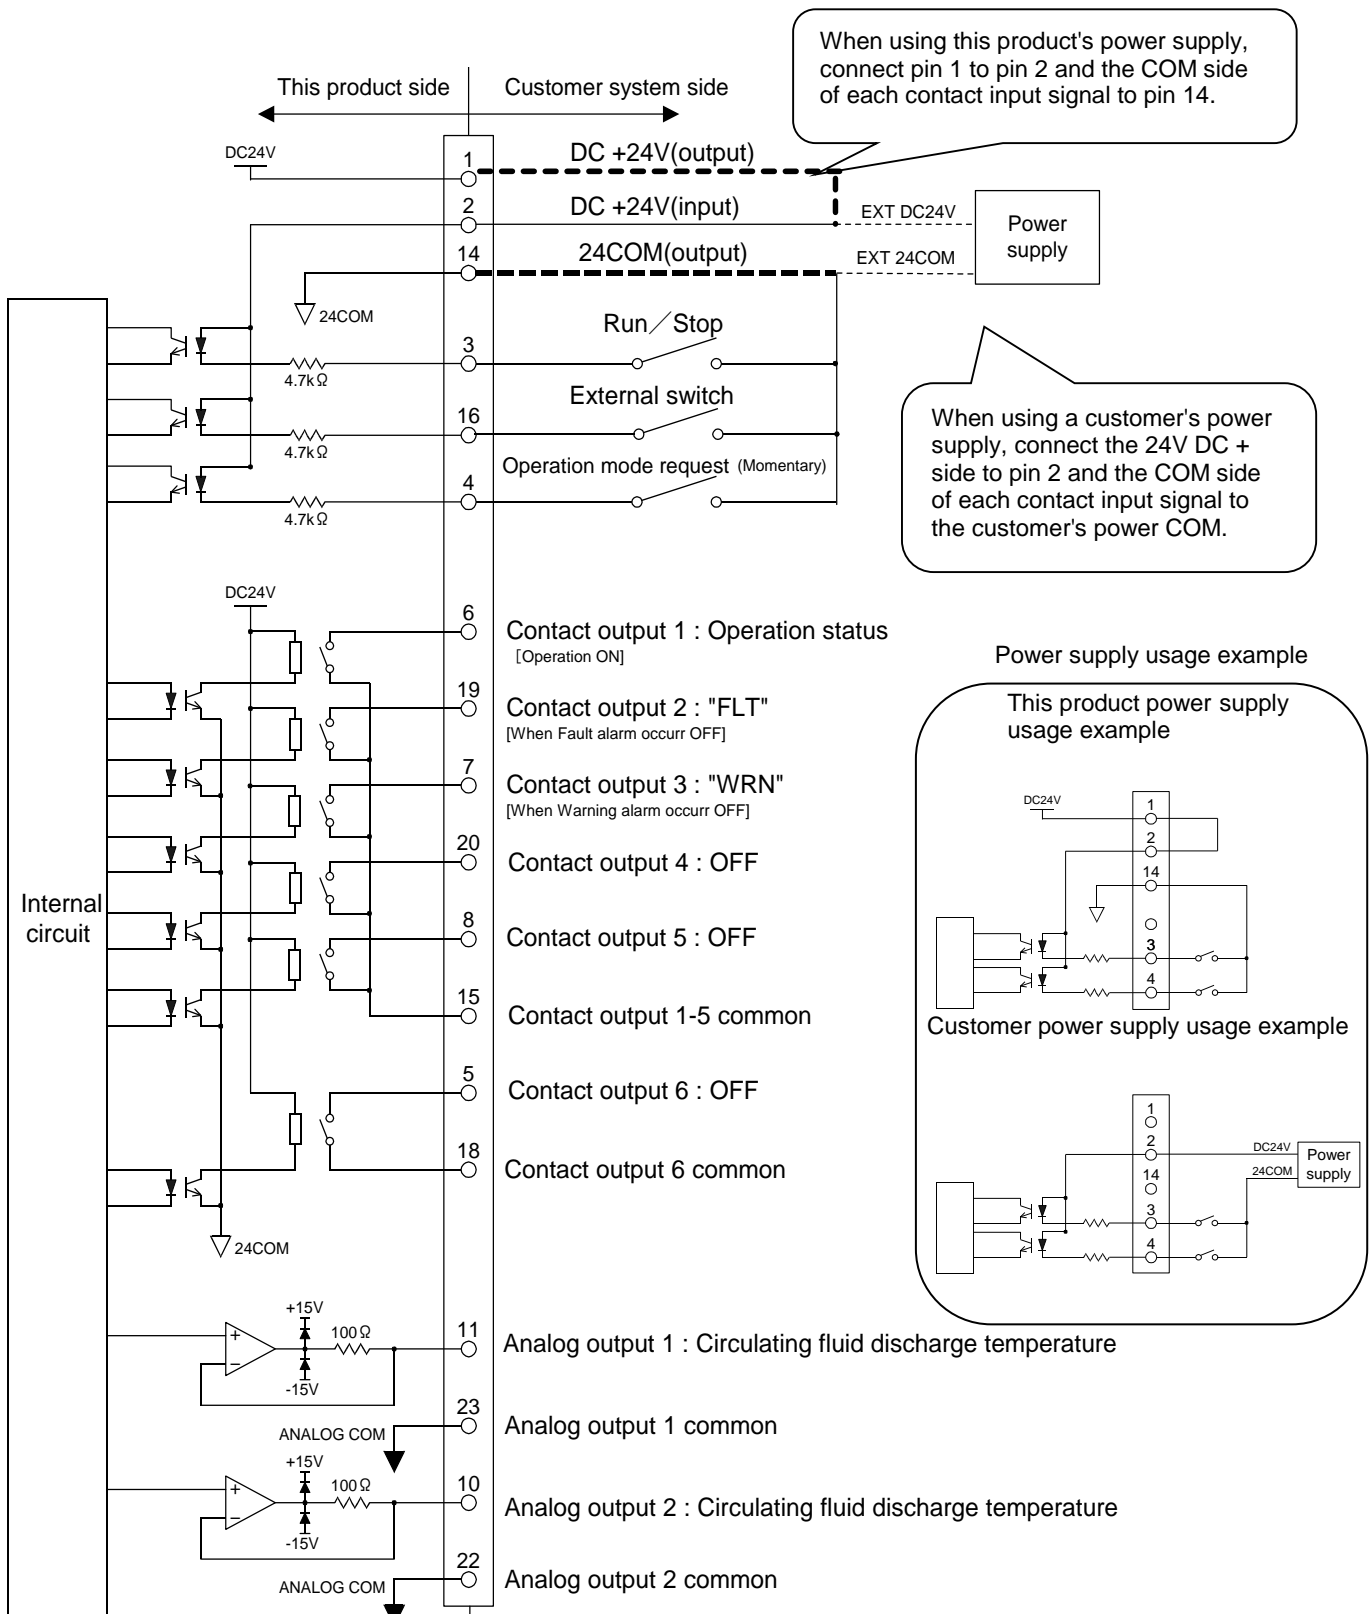 When using this product's power supply,
connect pin 1 to pin 2 and the COM side
of each contact input signal to pin 14.
This product side
Customer system side
DC24V
1
DC +24V(output)
2
DC +24V(input)
EXT DC24V
Power
supply
14
24COM(output)
EXT 24COM
24COM
Run／Stop
3
4.7kΩ
External switch
16
4.7kΩ
Operation mode request (Momentary)
4
4.7kΩ
When using a customer's power
supply, connect the 24V DC +
side to pin 2 and the COM side
of each contact input signal to
the customer's power COM.
DC24V
6
Contact output 1 : Operation status
[Operation ON]
19
Contact output 2 : "FLT"
[When Fault alarm occurr OFF]
7
Contact output 3 : "WRN"
[When Warning alarm occurr OFF]
20
Contact output 4 : OFF
Internal
circuit
8
Contact output 5 : OFF
15
Contact output 1-5 common
5
Contact output 6 : OFF
18
Contact output 6 common
24COM
Power supply usage example
This product power supply
usage example
DC24V
1
2
14
3
4
Customer power supply usage example
1
2
DC24V
Power
supply
24COM
14
3
4
+15V
100Ω
+
−
-15V
11
Analog output 1 : Circulating fluid discharge temperature
23
ANALOG COM
Analog output 1 common
+15V
100Ω
+
−
-15V
10
Analog output 2 : Circulating fluid discharge temperature
22
ANALOG COM
Analog output 2 common